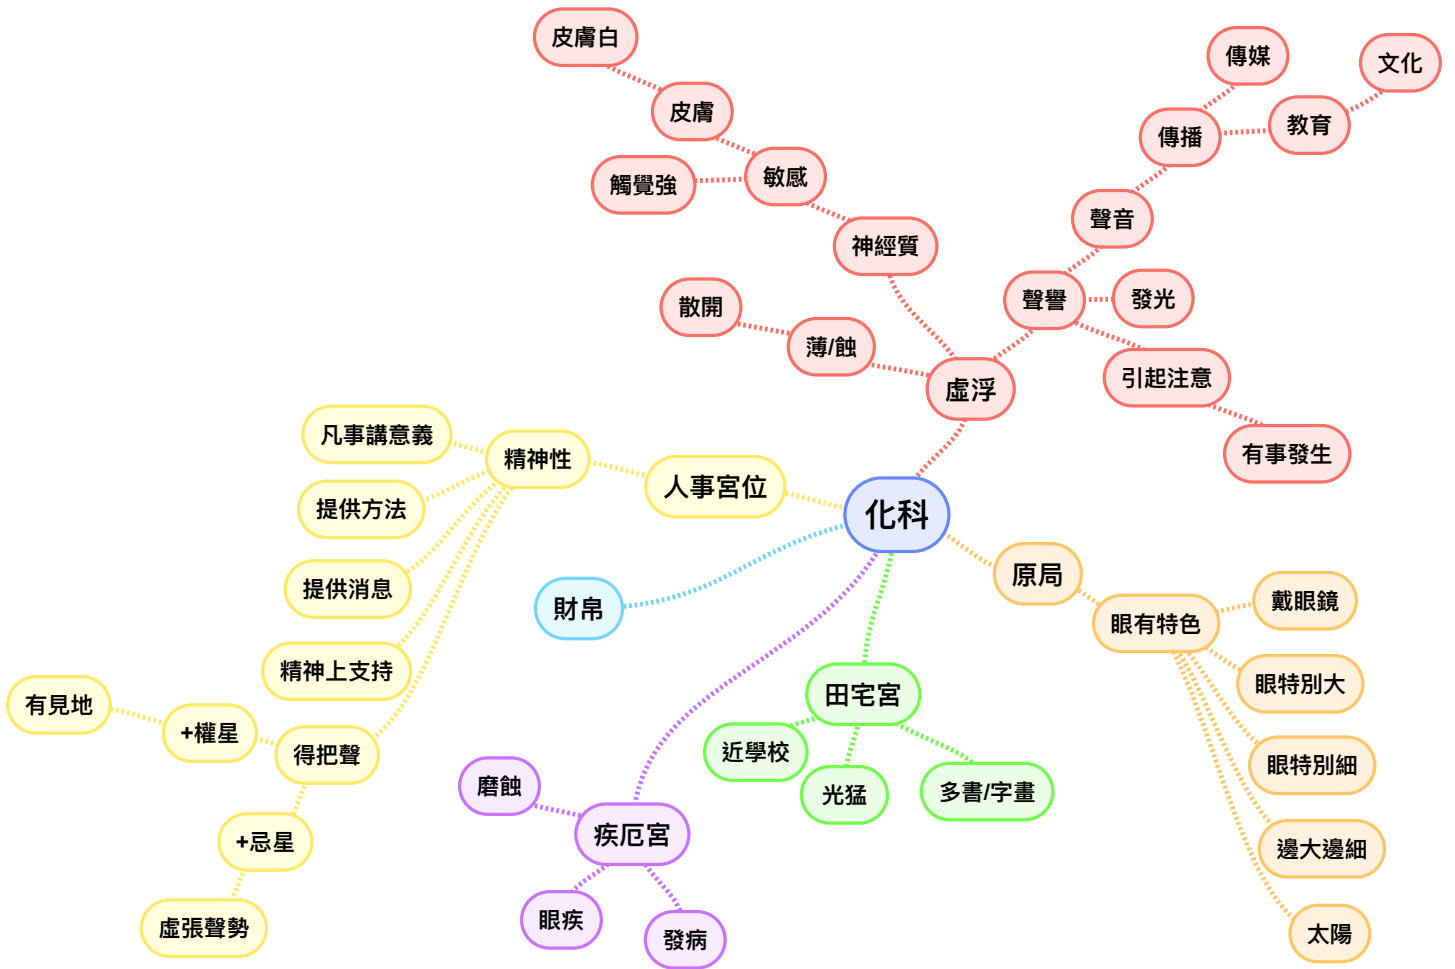 化科
虛浮
神經質
敏感
皮膚
皮膚白
觸覺強
薄/蝕
散開
聲譽
聲音
傳播
傳媒
教育
文化
發光
引起注意
有事發生
原局
眼有特色
戴眼鏡
眼特別大
眼特別細
邊大邊細
太陽
田宅宮
近學校
光猛
多書/字畫
疾厄宮
磨蝕
眼疾
發病
財帛
人事宮位
精神性
凡事講意義
提供方法
提供消息
精神上支持
得把聲
+權星
有見地
+忌星
虛張聲勢